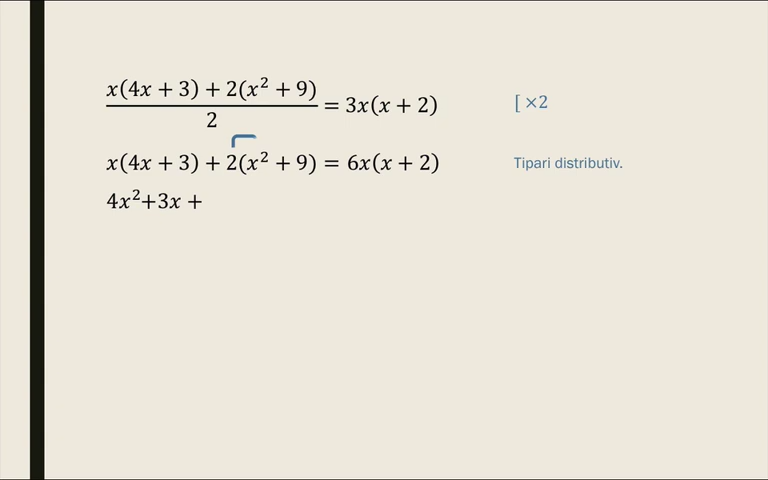 x(4x + 3) + 2(x² + 9)
2
= 3x(x + 2) [ ×2
x(4x + 3) + 2(x² + 9) = 6x(x + 2) Tipari distributiv.
4x²+3x +